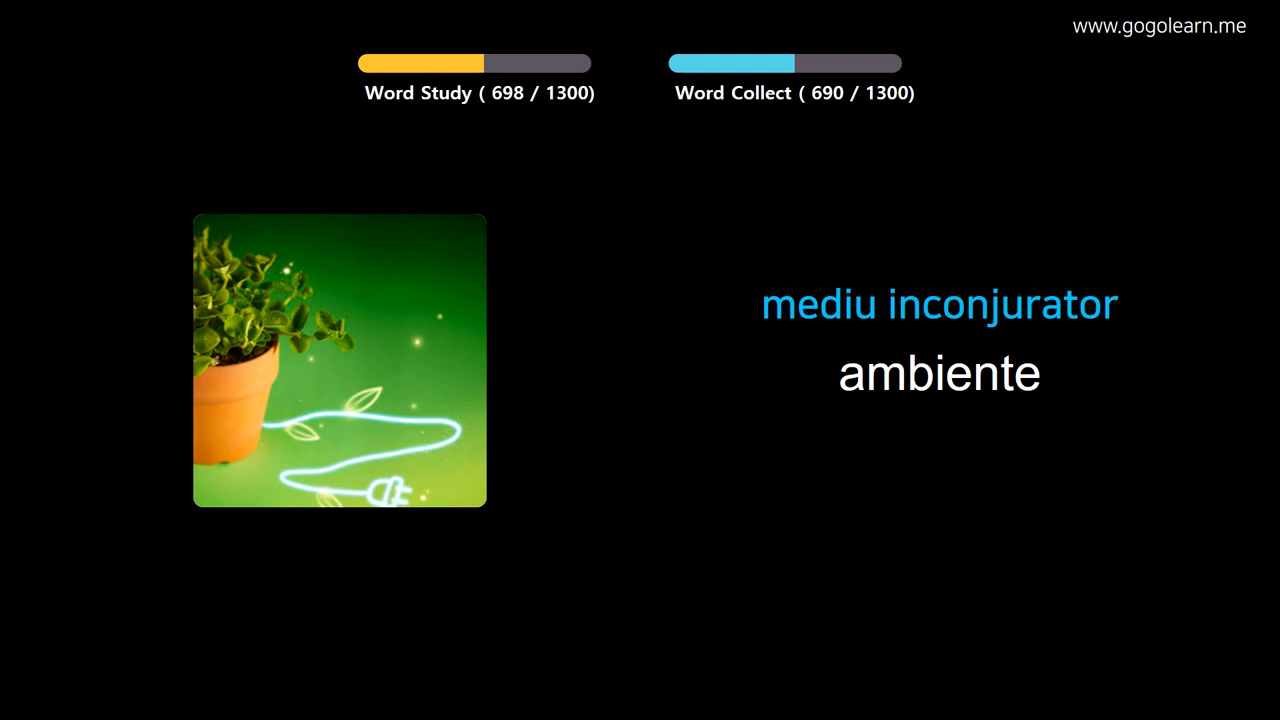 www.gogolearn.me
Word Study ( 698 / 1300)
Word Collect ( 690 / 1300)
mediu inconjurator
ambiente